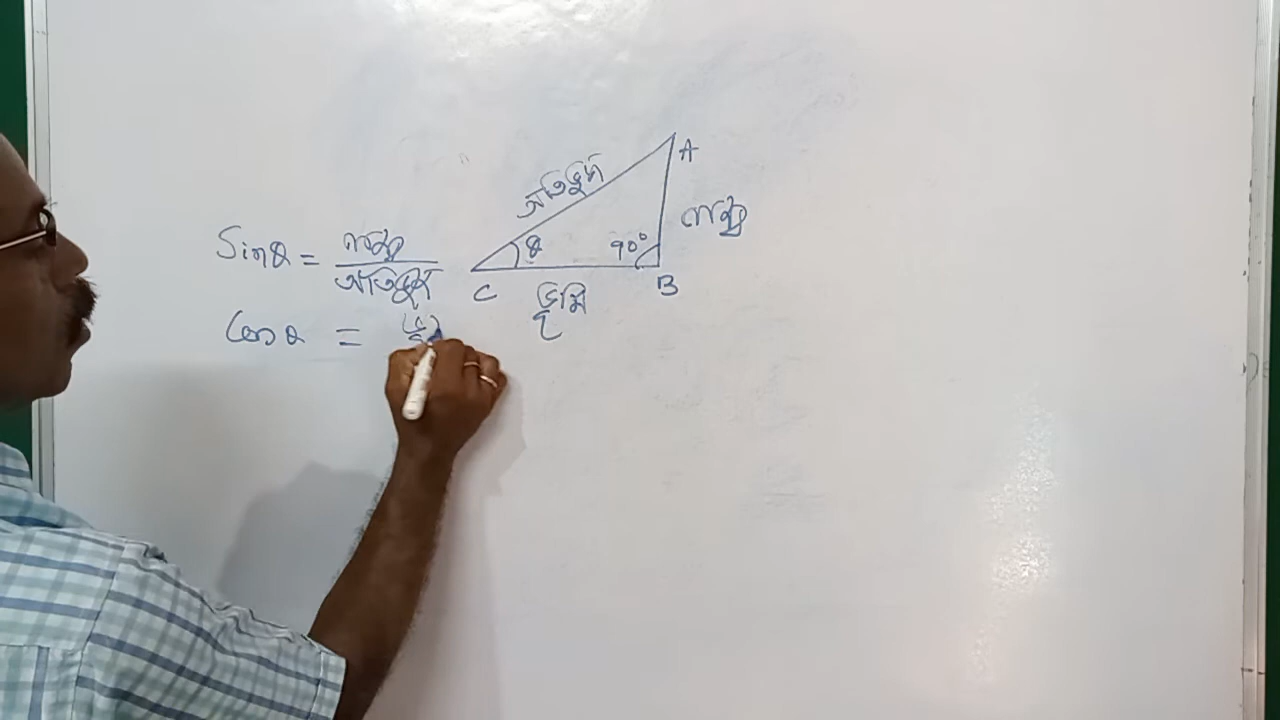 A
অতিভুজ
লম্ব
Sinθ = লম্ব / অতিভুজ
θ
90°
C
B
ভূমি
Cosθ =